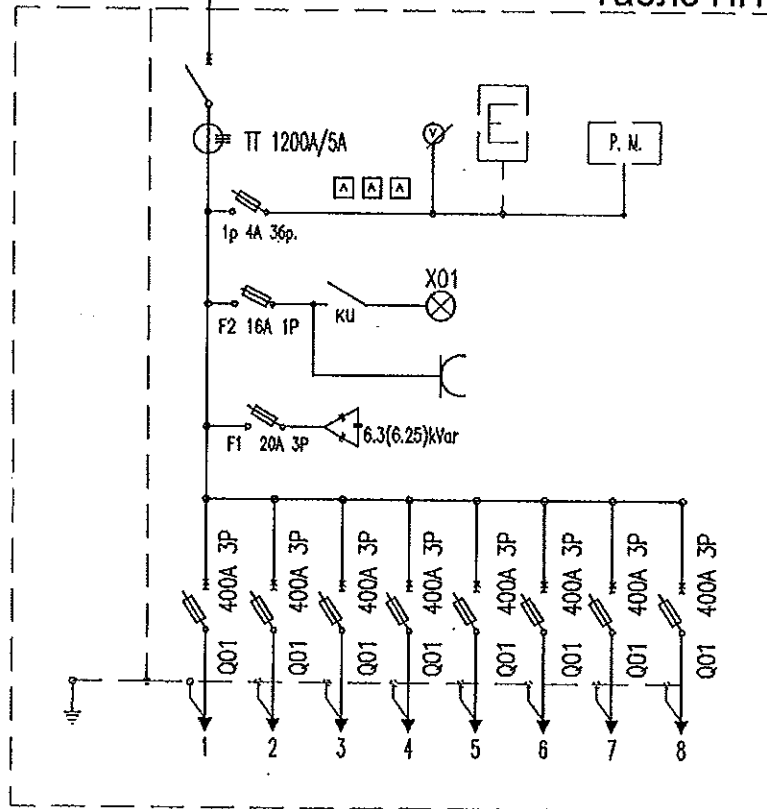 ТТ 1200А/5А
V
E
P. M.
A A A
1p 4A 36p.
X01
F2 16A 1P
КЦ
F1 20A 3P
6.3(6.25)kVar
Q01 400A 3P
Q01 400A 3P
Q01 400A 3P
Q01 400A 3P
Q01 400A 3P
Q01 400A 3P
Q01 400A 3P
Q01 400A 3P
1 2 3 4 5 6 7 8